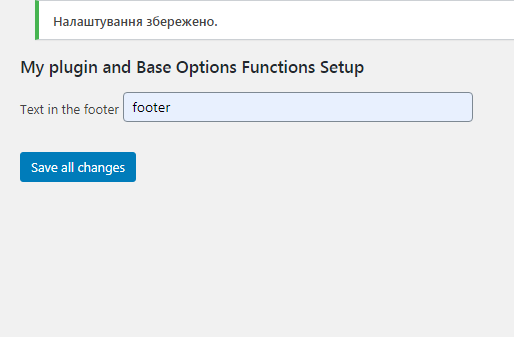 Налаштування збережено.
My plugin and Base Options Functions Setup
Text in the footer footer
Save all changes